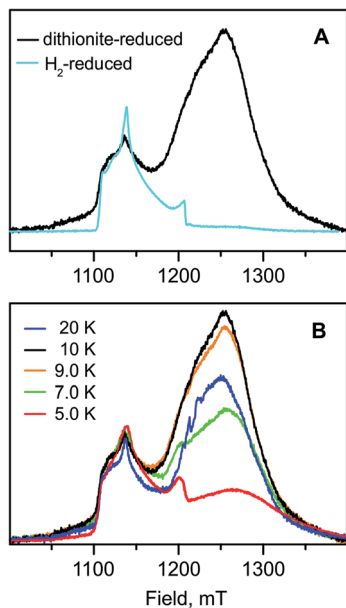 dithionite-reduced
A
H₂-reduced
1100 1200 1300
20 K
B
10 K
9.0 K
7.0 K
5.0 K
1100 1200 1300
Field, mT